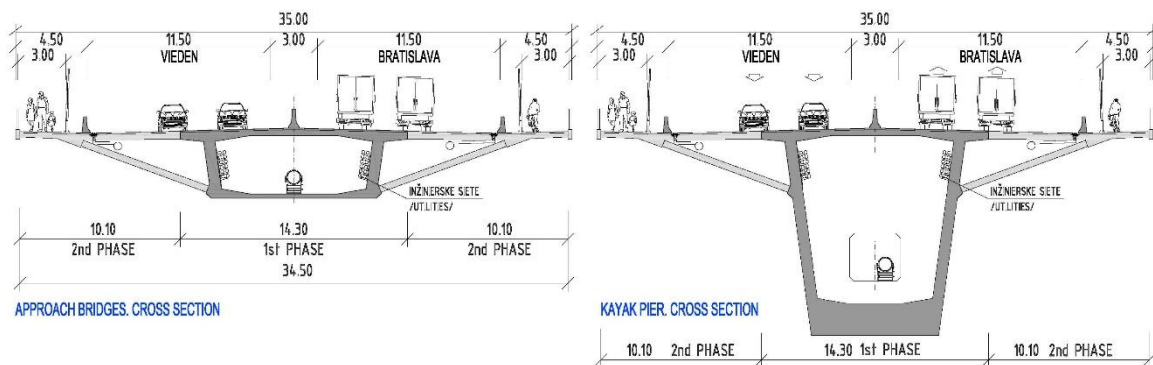 35.00
4.50 11.50 3.00 11.50 4.50
3.00 VIEDEN BRATISLAVA 3.00
INŽINIERSKE SIETE
/UTILITIES/
10.10 14.30 10.10
2nd PHASE 1st PHASE 2nd PHASE
34.50
APPROACH BRIDGES. CROSS SECTION
35.00
4.50 11.50 3.00 11.50 4.50
3.00 VIEDEN BRATISLAVA 3.00
INŽINIERSKE SIETE
/UTILITIES/
KAYAK PIER. CROSS SECTION
10.10 2nd PHASE 14.30 1st PHASE 10.10 2nd PHASE